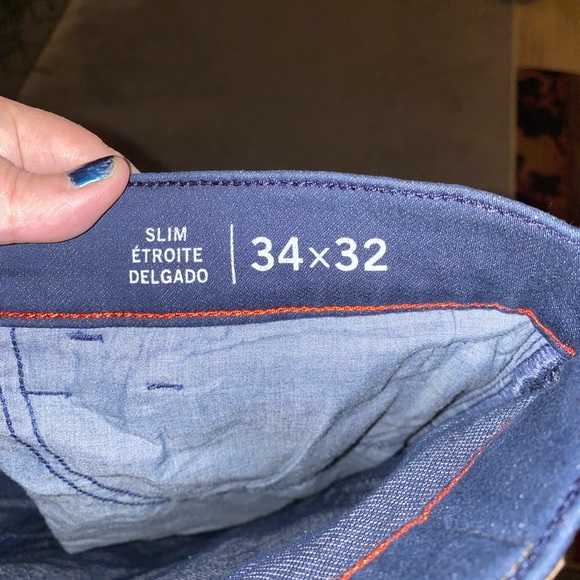 SLIM
ÉTROITE
DELGADO
34×32